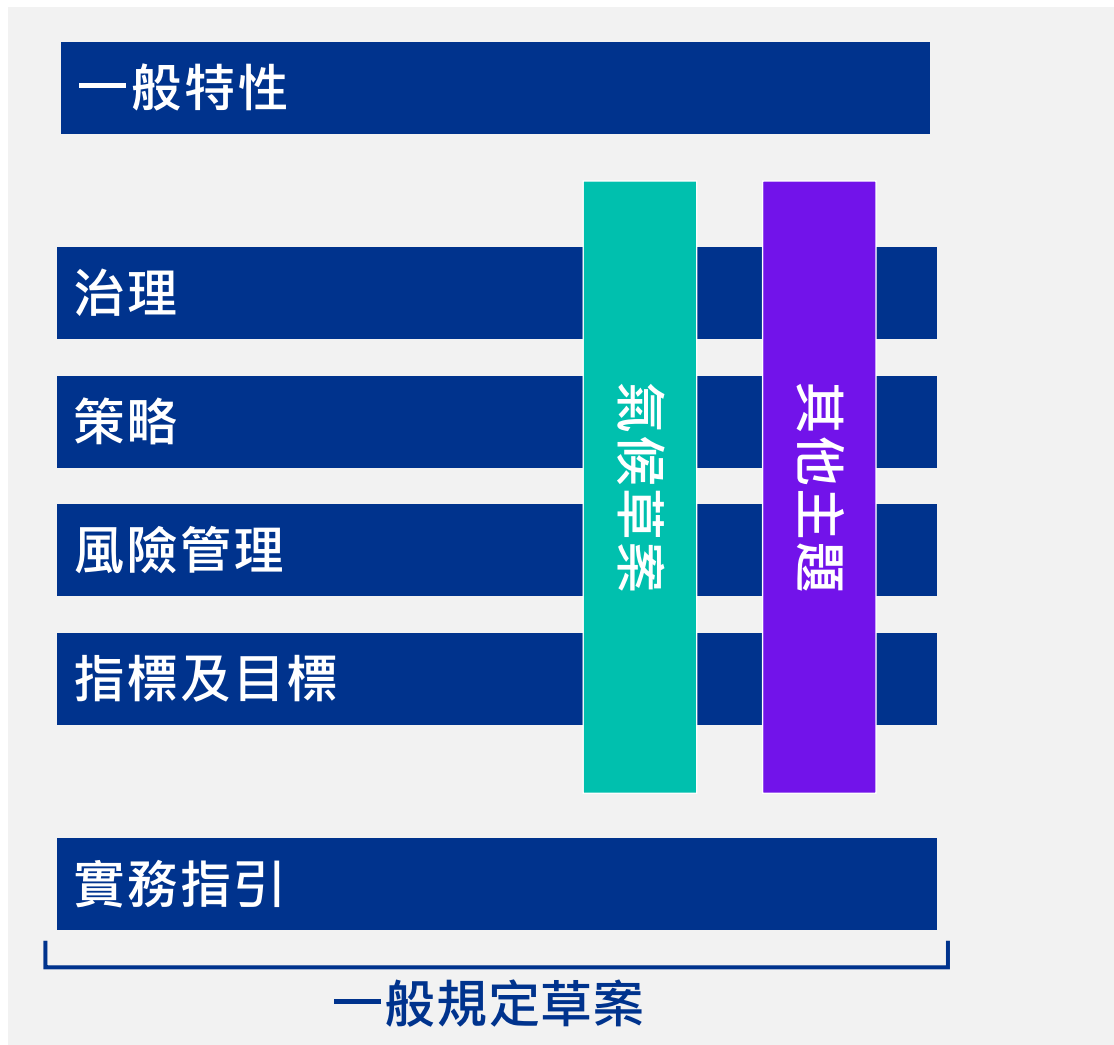 一般特性
治理
策略
風險管理
指標及目標
氣候草案
其他主題
實務指引
一般規定草案